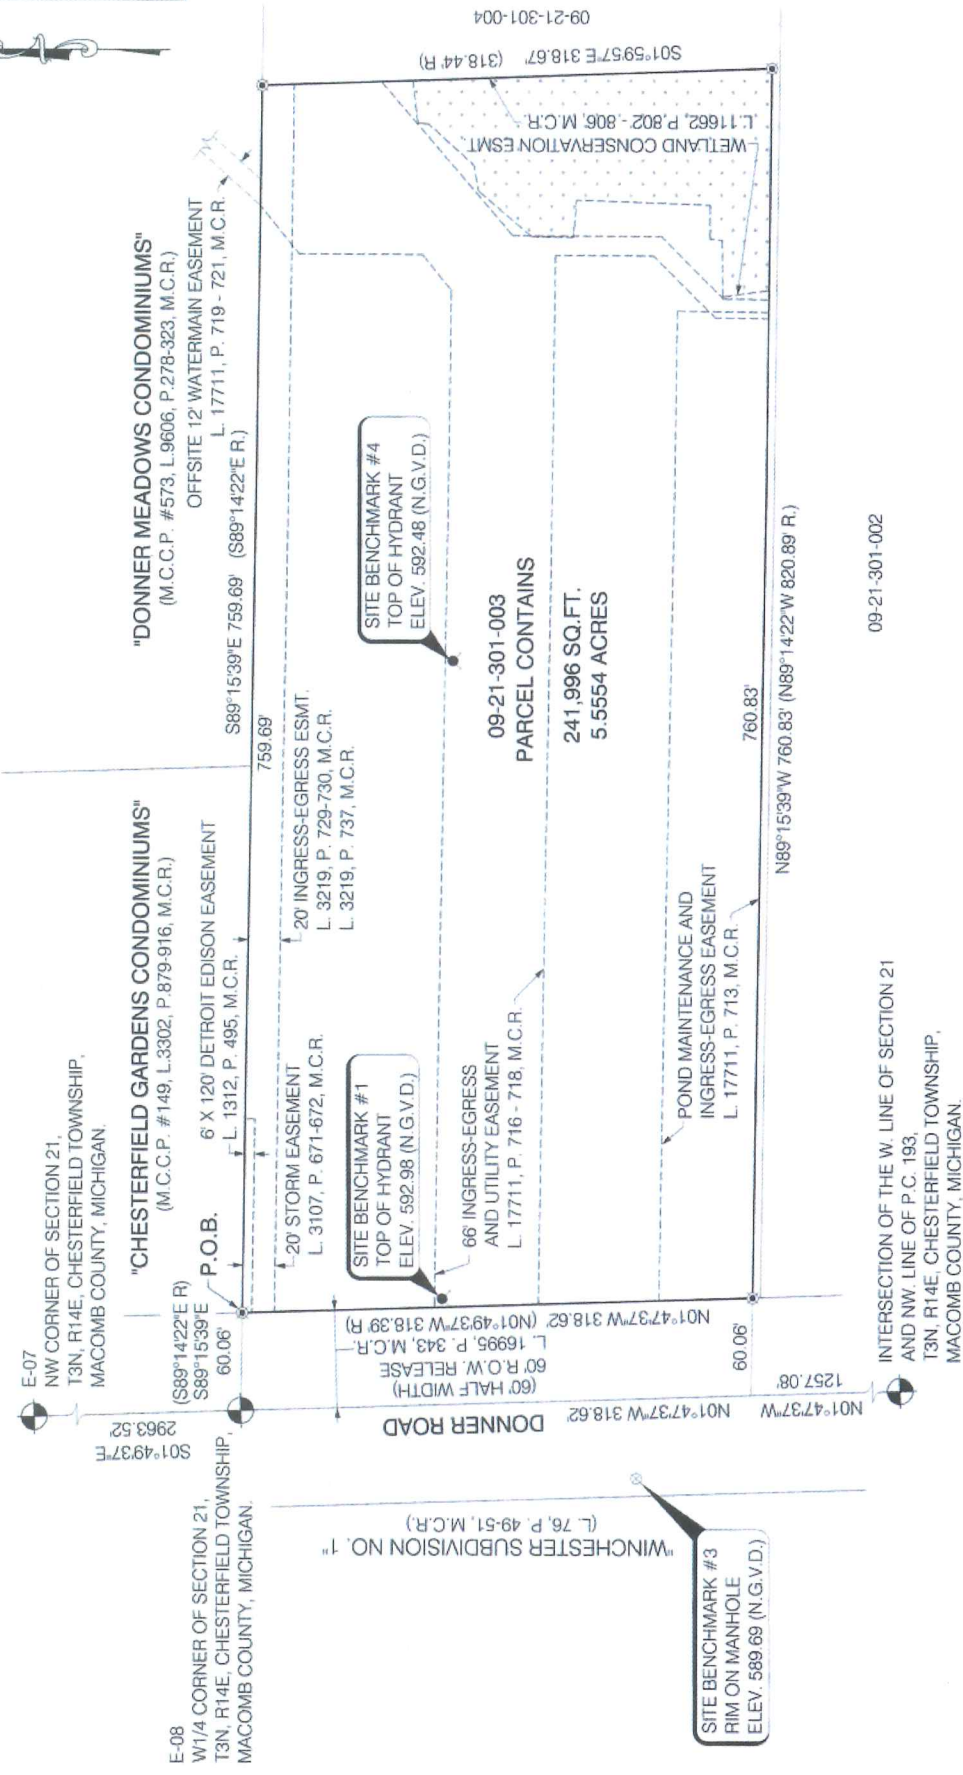 E-07
NW CORNER OF SECTION 21,
T3N, R14E, CHESTERFIELD TOWNSHIP,
MACOMB COUNTY, MICHIGAN.
S01°49'37"E
2963.52'
E-08
W1/4 CORNER OF SECTION 21,
T3N, R14E, CHESTERFIELD TOWNSHIP,
MACOMB COUNTY, MICHIGAN.
(S89°14'22"E R)
S89°15'39"E
60.06'
P.O.B.
"CHESTERFIELD GARDENS CONDOMINIUMS"
(M.C.C.P. #149, L.3302, P.879-916, M.C.R.)
6' X 120' DETROIT EDISON EASEMENT
L. 1312, P. 495, M.C.R.
"DONNER MEADOWS CONDOMINIUMS"
(M.C.C.P. #573, L.9606, P.278-323, M.C.R.)
OFFSITE 12' WATERMAIN EASEMENT
L. 17711, P. 719 - 721, M.C.R.
S89°15'39"E 759.69' (S89°14'22"E R.)
759.69'
20' STORM EASEMENT
L. 3107, P. 671-672, M.C.R.
20' INGRESS-EGRESS ESMT.
L. 3219, P. 729-730, M.C.R.
L. 3219, P. 737, M.C.R.
SITE BENCHMARK #1
TOP OF HYDRANT
ELEV. 592.98 (N.G.V.D.)
SITE BENCHMARK #4
TOP OF HYDRANT
ELEV. 592.48 (N.G.V.D.)
66' INGRESS-EGRESS
AND UTILITY EASEMENT
L. 17711, P. 716 - 718, M.C.R.
09-21-301-003
PARCEL CONTAINS
241,996 SQ.FT.
5.5554 ACRES
POND MAINTENANCE AND
INGRESS-EGRESS EASEMENT
L. 17711, P. 713, M.C.R.
WETLAND CONSERVATION ESMT.
L.11662, P.802 - 806, M.C.R.
S01°59'57"E 318.67' (318.44' R)
09-21-301-004
760.83'
N89°15'39"W 760.83' (N89°14'22"W 820.89' R.)
09-21-301-002
N01°47'37"W 318.62' (N01°49'37"W 318.39' R)
L. 16995, P. 343, M.C.R.
60' R.O.W. RELEASE
(60' HALF WIDTH)
60.06'
N01°47'37"W 318.62'
DONNER ROAD
N01°47'37"W
1257.08'
"WINCHESTER SUBDIVISION NO. 1"
(L. 76, P. 49-51, M.C.R.)
SITE BENCHMARK #3
RIM ON MANHOLE
ELEV. 589.69 (N.G.V.D.)
INTERSECTION OF THE W. LINE OF SECTION 21
AND NW. LINE OF P.C. 193,
T3N, R14E, CHESTERFIELD TOWNSHIP,
MACOMB COUNTY, MICHIGAN.